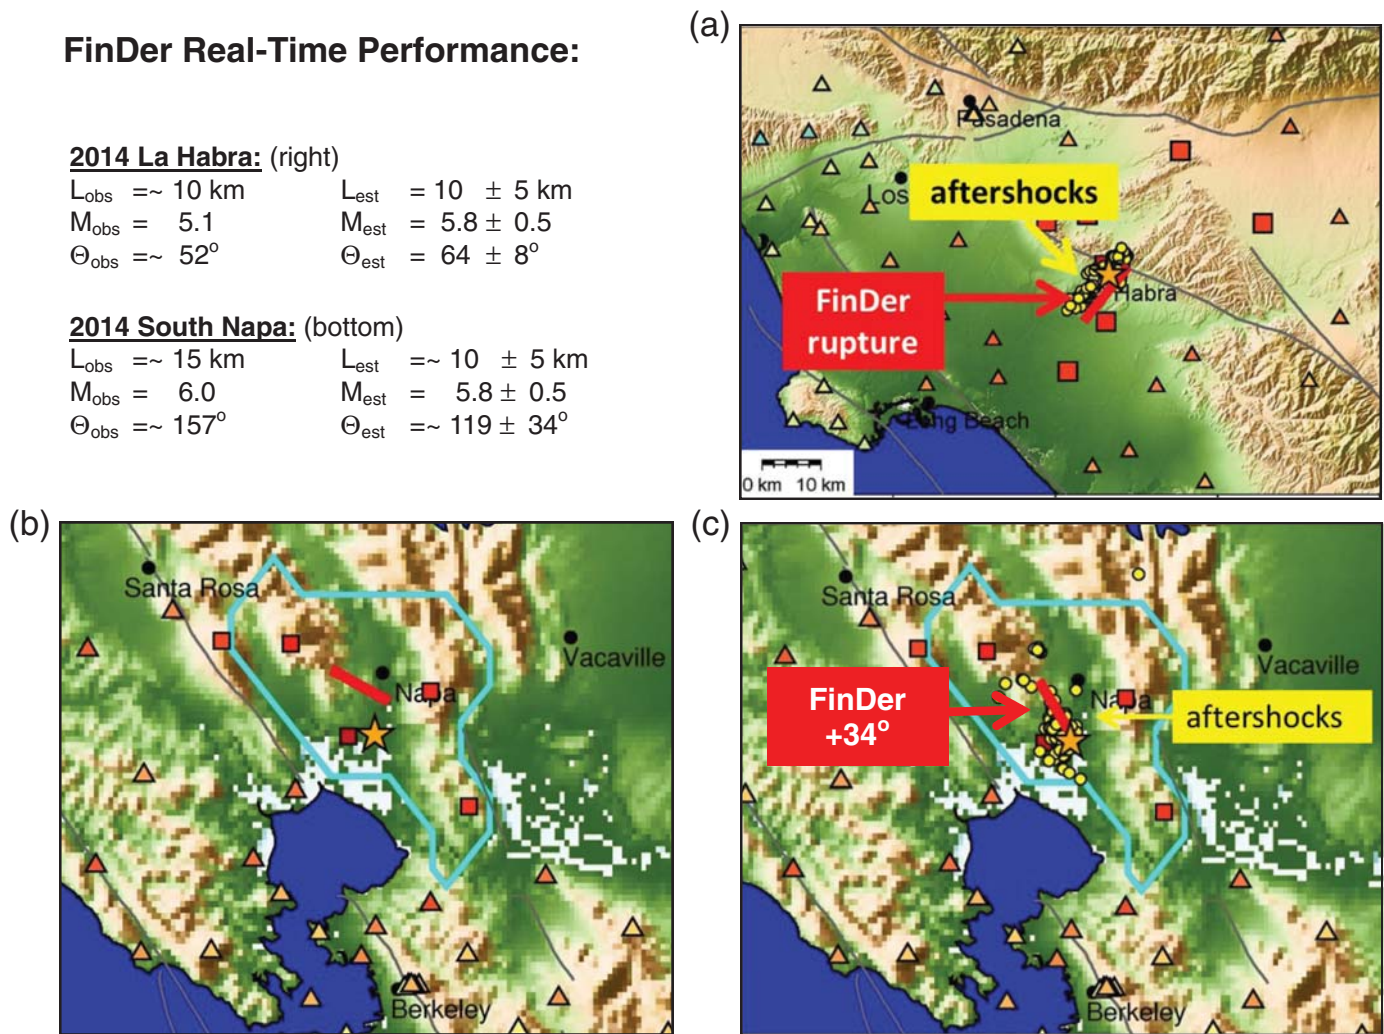 FinDer Real-Time Performance:
2014 La Habra: (right)
Lobs =~ 10 km Lest = 10 ± 5 km
Mobs = 5.1 Mest = 5.8 ± 0.5
Θobs =~ 52° Θest = 64 ± 8°
2014 South Napa: (bottom)
Lobs =~ 15 km Lest =~ 10 ± 5 km
Mobs = 6.0 Mest = 5.8 ± 0.5
Θobs =~ 157° Θest =~ 119 ± 34°
(a)
Pasadena
Los
aftershocks
Habra
FinDer
rupture
Long Beach
0 km 10 km
(b)
Santa Rosa
Vacaville
Napa
Berkeley
(c)
Santa Rosa
Vacaville
Napa
FinDer
+34°
aftershocks
Berkeley